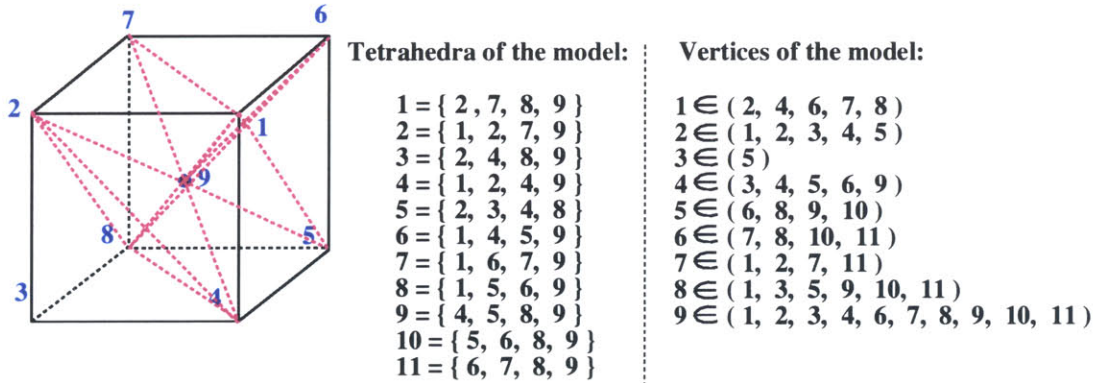 7
6
2
1
9
8
5
3
4
Tetrahedra of the model:
1 = { 2 , 7, 8, 9 }
2 = { 1, 2, 7, 9 }
3 = { 2, 4, 8, 9 }
4 = { 1, 2, 4, 9 }
5 = { 2, 3, 4, 8 }
6 = { 1, 4, 5, 9 }
7 = { 1, 6, 7, 9 }
8 = { 1, 5, 6, 9 }
9 = { 4, 5, 8, 9 }
10 = { 5, 6, 8, 9 }
11 = { 6, 7, 8, 9 }
Vertices of the model:
1 ∈ ( 2, 4, 6, 7, 8 )
2 ∈ ( 1, 2, 3, 4, 5 )
3 ∈ ( 5 )
4 ∈ ( 3, 4, 5, 6, 9 )
5 ∈ ( 6, 8, 9, 10 )
6 ∈ ( 7, 8, 10, 11 )
7 ∈ ( 1, 2, 7, 11 )
8 ∈ ( 1, 3, 5, 9, 10, 11 )
9 ∈ ( 1, 2, 3, 4, 6, 7, 8, 9, 10, 11 )